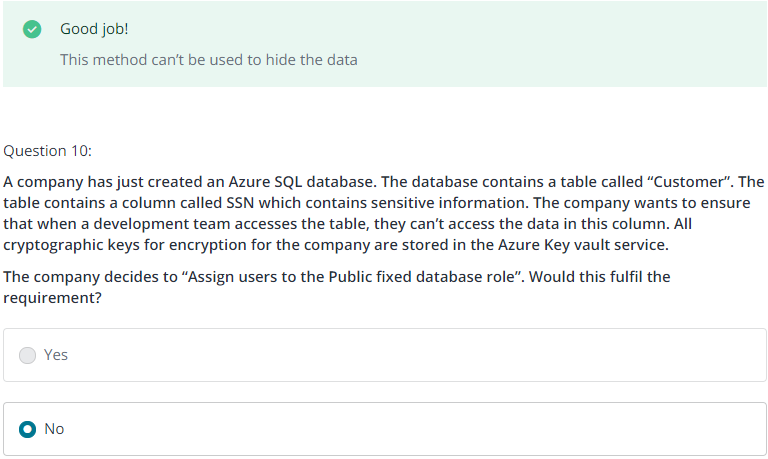 Good job!
This method can’t be used to hide the data
Question 10:
A company has just created an Azure SQL database. The database contains a table called “Customer”. The
table contains a column called SSN which contains sensitive information. The company wants to ensure
that when a development team accesses the table, they can’t access the data in this column. All
cryptographic keys for encryption for the company are stored in the Azure Key vault service.
The company decides to “Assign users to the Public fixed database role”. Would this fulfil the
requirement?
Yes
No